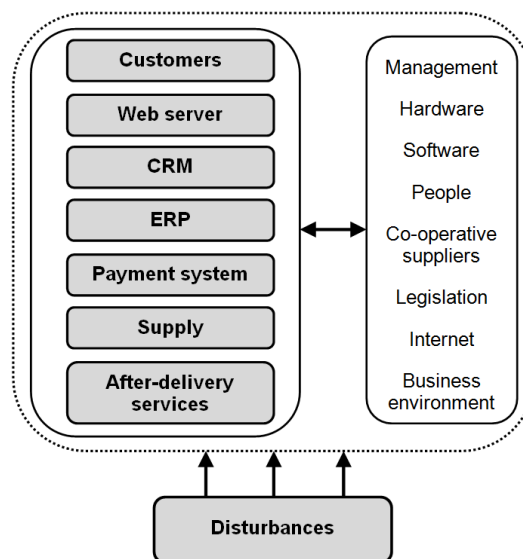 Customers
Web server
CRM
ERP
Payment system
Supply
After-delivery
services
Management
Hardware
Software
People
Co-operative
suppliers
Legislation
Internet
Business
environment
Disturbances